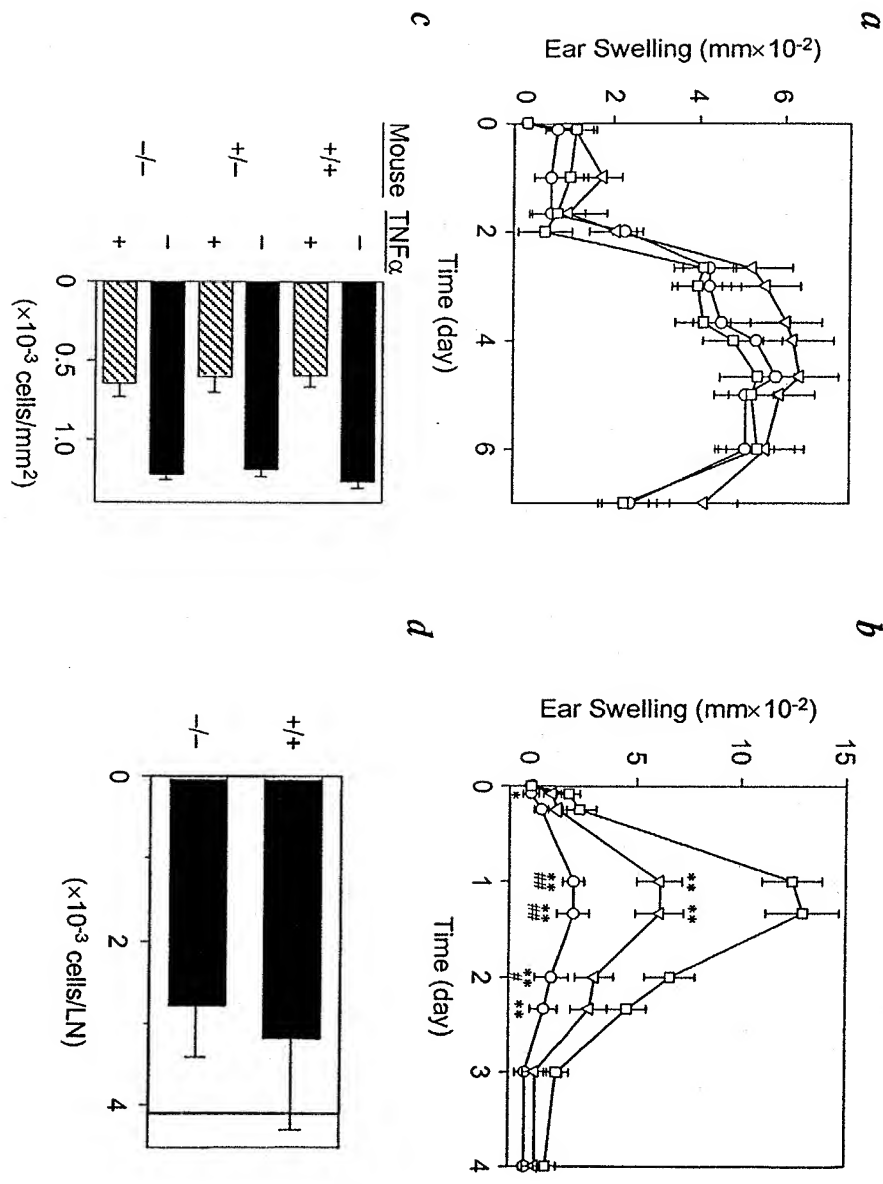 a
Ear Swelling (mm×10⁻²)
0 2 4 6
0 2 4 6
Time (day)
b
Ear Swelling (mm×10⁻²)
0 5 10 15
* ** ## ** ## ** # **
** **
0 1 2 3 4
Time (day)
c
Mouse TNFα
+/+ −
+
+/− −
+
−/− −
+
0 0.5 1.0
(×10⁻³ cells/mm²)
d
+/+
−/−
0 2 4
(×10⁻³ cells/LN)